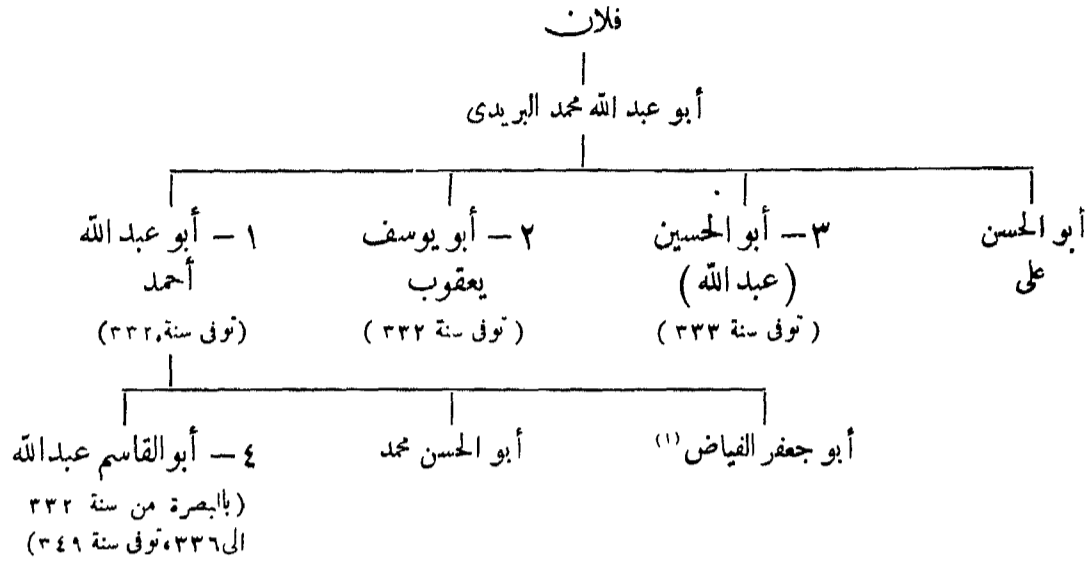 فلان
أبو عبد الله محمد البريدى
أبو الحسن
على
٣ – أبو الحسين
(عبد الله)
(توفى سنة ٣٣٣)
٢ – أبو يوسف
يعقوب
(توفى سنة ٣٣٢)
١ – أبو عبد الله
أحمد
(توفى سنة ٣٣٢)
أبو جعفر الفياض (١)
أبو الحسن محمد
٤ – أبو القاسم عبد الله
(باالبصرة من سنة ٣٣٢
الى ٣٣٦، توفى سنة ٣٤٩)